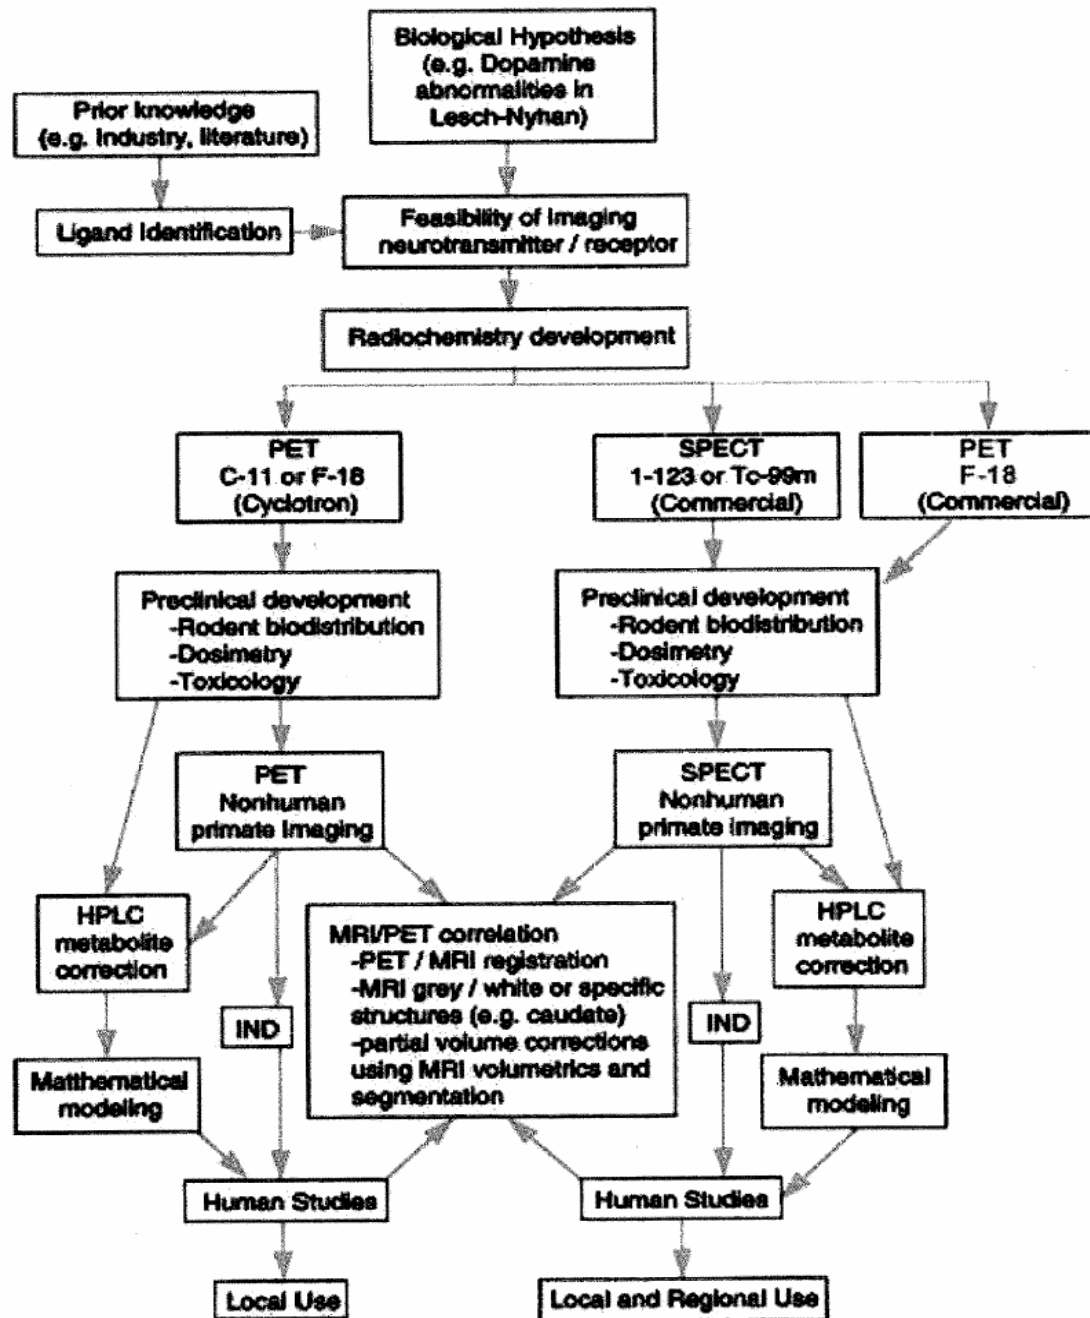 Biological Hypothesis
(e.g. Dopamine
abnormalities in
Lesch-Nyhan)
Prior knowledge
(e.g. Industry, literature)
Ligand Identification
Feasibility of imaging
neurotransmitter / receptor
Radiochemistry development
PET
C-11 or F-18
(Cyclotron)
SPECT
1-123 or Tc-99m
(Commercial)
PET
F-18
(Commercial)
Preclinical development
-Rodent biodistribution
-Dosimetry
-Toxicology
Preclinical development
-Rodent biodistribution
-Dosimetry
-Toxicology
PET
Nonhuman
primate Imaging
SPECT
Nonhuman
primate imaging
HPLC
metabolite
correction
MRI/PET correlation
-PET / MRI registration
-MRI grey / white or specific
structures (e.g. caudate)
-partial volume corrections
using MRI volumetrics and
segmentation
HPLC
metabolite
correction
IND
IND
Matthematical
modeling
Mathematical
modeling
Human Studies
Human Studies
Local Use
Local and Regional Use